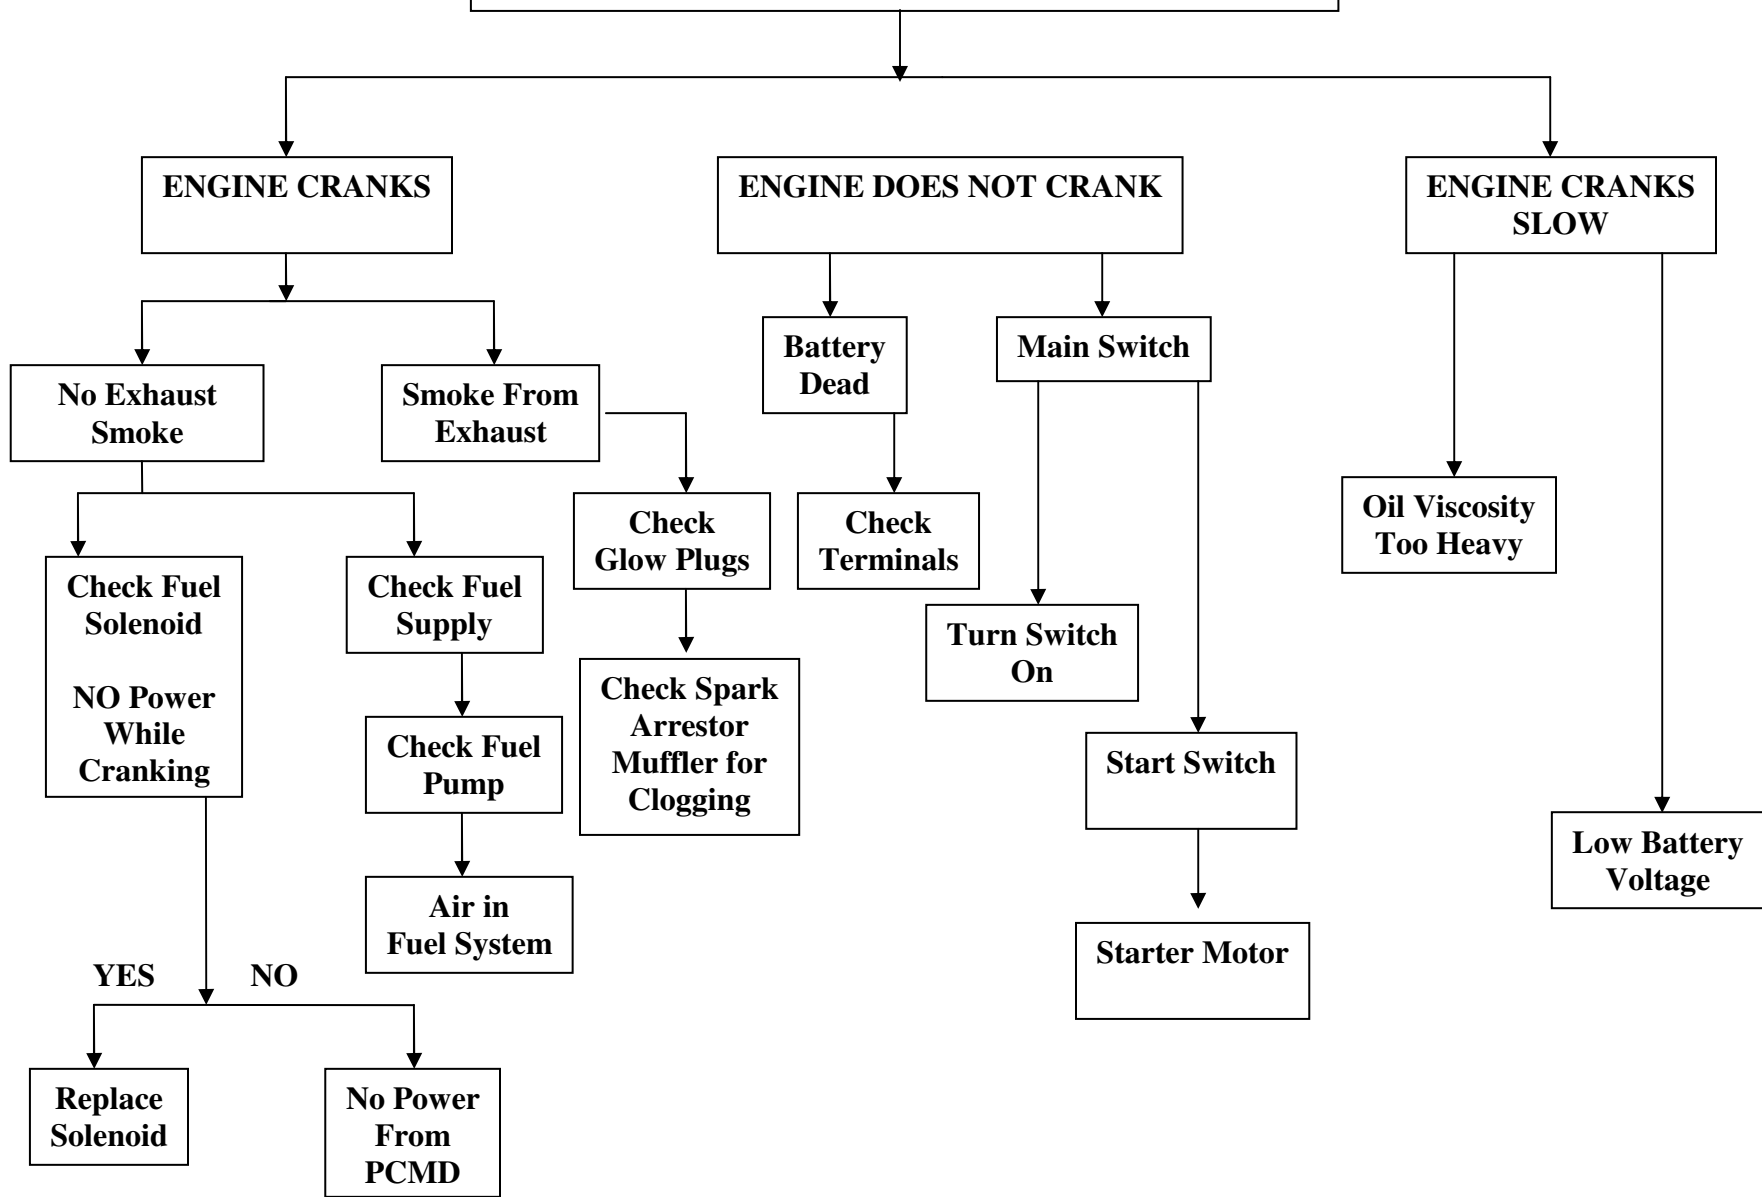 ENGINE CRANKS
ENGINE DOES NOT CRANK
ENGINE CRANKS
SLOW
No Exhaust
Smoke
Smoke From
Exhaust
Battery
Dead
Main Switch
Check Fuel
Solenoid
NO Power
While
Cranking
Check Fuel
Supply
Check
Glow Plugs
Check
Terminals
Turn Switch
On
Oil Viscosity
Too Heavy
Check Fuel
Pump
Check Spark
Arrestor
Muffler for
Clogging
Start Switch
Low Battery
Voltage
Air in
Fuel System
Starter Motor
YES
NO
Replace
Solenoid
No Power
From
PCMD